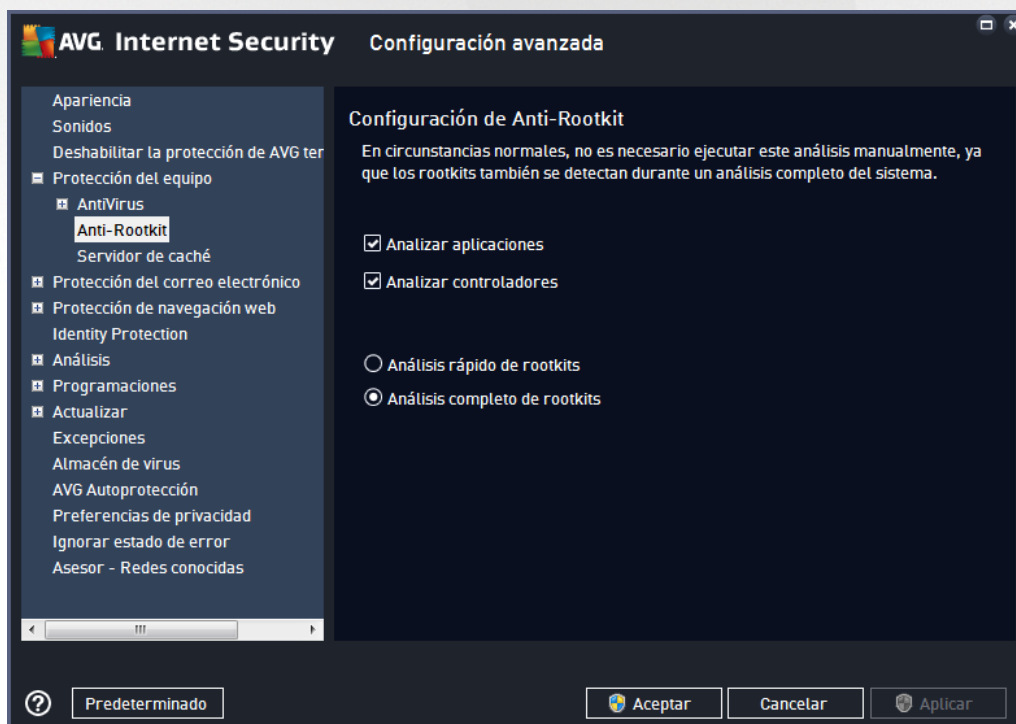 AVG. Internet Security Configuración avanzada
Apariencia
Sonidos
Deshabilitar la protección de AVG ter
Protección del equipo
AntiVirus
Anti-Rootkit
Servidor de caché
Protección del correo electrónico
Protección de navegación web
Identity Protection
Análisis
Programaciones
Actualizar
Excepciones
Almacén de virus
AVG Autoprotección
Preferencias de privacidad
Ignorar estado de error
Asesor - Redes conocidas
Configuración de Anti-Rootkit
En circunstancias normales, no es necesario ejecutar este análisis manualmente, ya
que los rootkits también se detectan durante un análisis completo del sistema.
Analizar aplicaciones
Analizar controladores
Análisis rápido de rootkits
Análisis completo de rootkits
Predeterminado
Aceptar
Cancelar
Aplicar